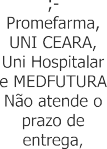 ;-
Promefarma,
UNI CEARA,
Uni Hospitalar
e MEDFUTURA
Não atende o
prazo de
entrega,